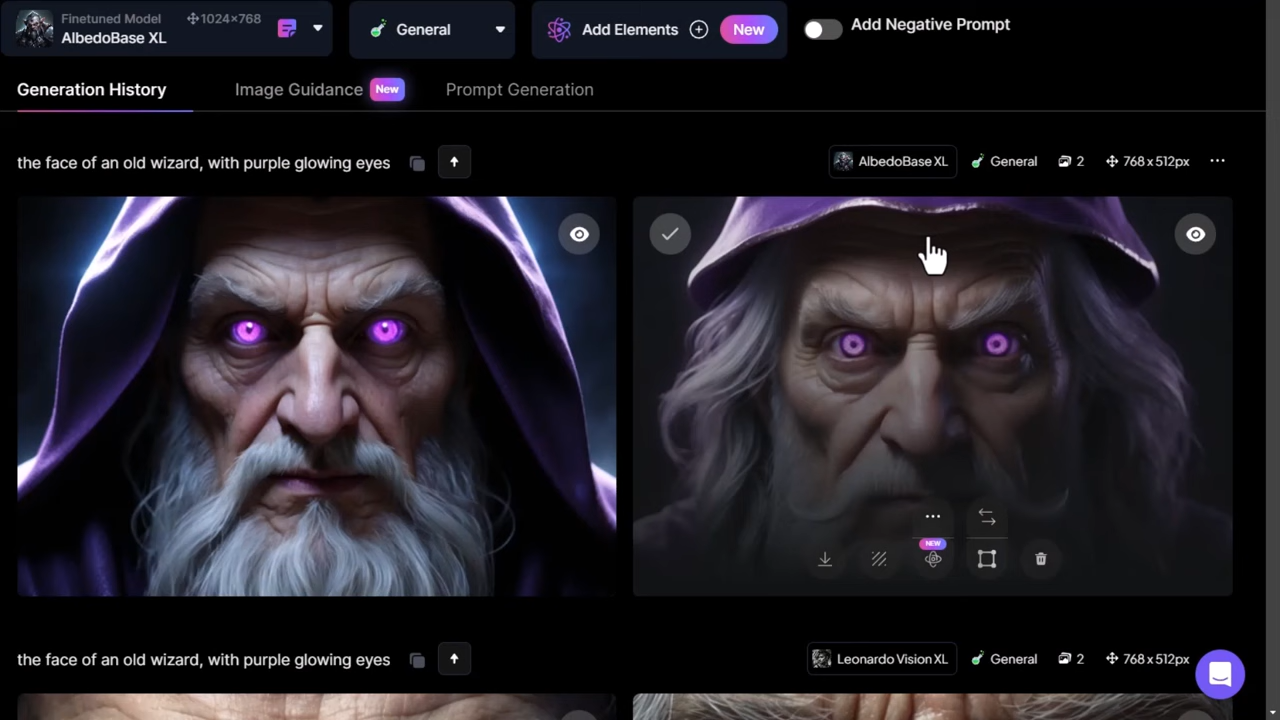 Finetuned Model
1024×768
AlbedoBase XL
General
Add Elements
New
Add Negative Prompt
Generation History
Image Guidance
New
Prompt Generation
the face of an old wizard, with purple glowing eyes
AlbedoBase XL
General
2
768 x 512px
NEW
the face of an old wizard, with purple glowing eyes
Leonardo Vision XL
General
2
768 x 512px